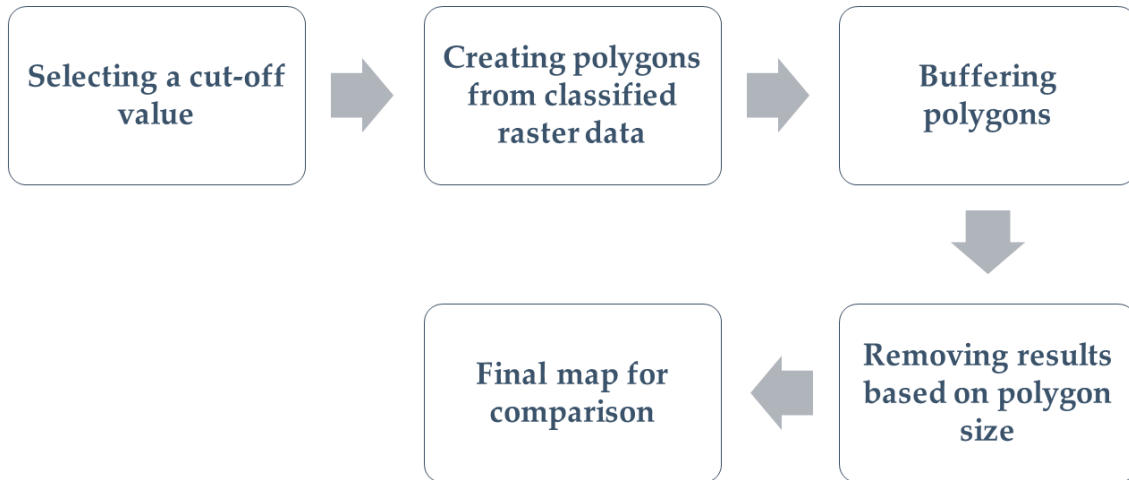 Selecting a cut-off
value
Creating polygons
from classified
raster data
Buffering
polygons
Removing results
based on polygon
size
Final map for
comparison